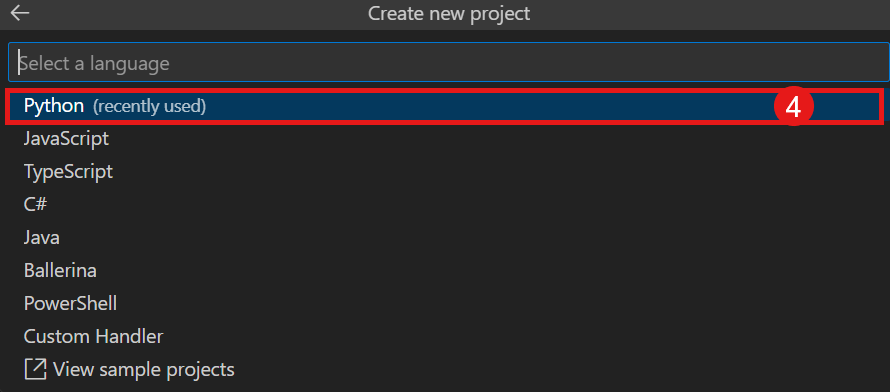 Create new project
Select a language
Python (recently used) 4
JavaScript
TypeScript
C#
Java
Ballerina
PowerShell
Custom Handler
View sample projects